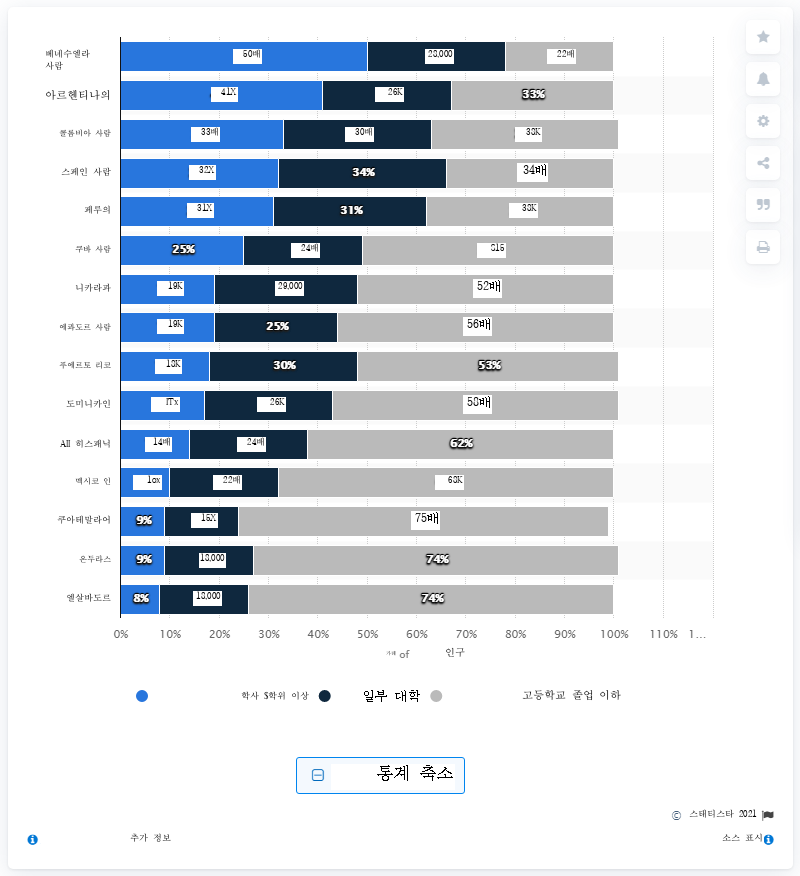 베네수엘라
사람
50배 23,000 22배
아르헨티나의 41X 26K 33%
콜롬비아 사람 33배 30배 38K
스페인 사람 32X 34% 34배
페루의 31X 31% 38K
쿠바 사람 25% 24배
니카라과 19K 29,000 52배
에콰도르 사람 19K 25% 56배
푸에르토 리코 18K 30% 53%
도미니카인 26K 58배
All 히스패닉 14배 24배 62%
멕시코 인 22배 68K
쿠아테말라어 9% 15X 75배
온두라스 9% 18,000 74%
엘살바도르 8% 18,000 74%
0% 10% 20% 30% 40% 50% 60% 70% 80% 90% 100% 110% 1...
of 인구
학사 S학위 이상 일부 대학 고등학교 졸업 이하
통계 축소
© 스태티스타 2021
추가 정보 소스 표시